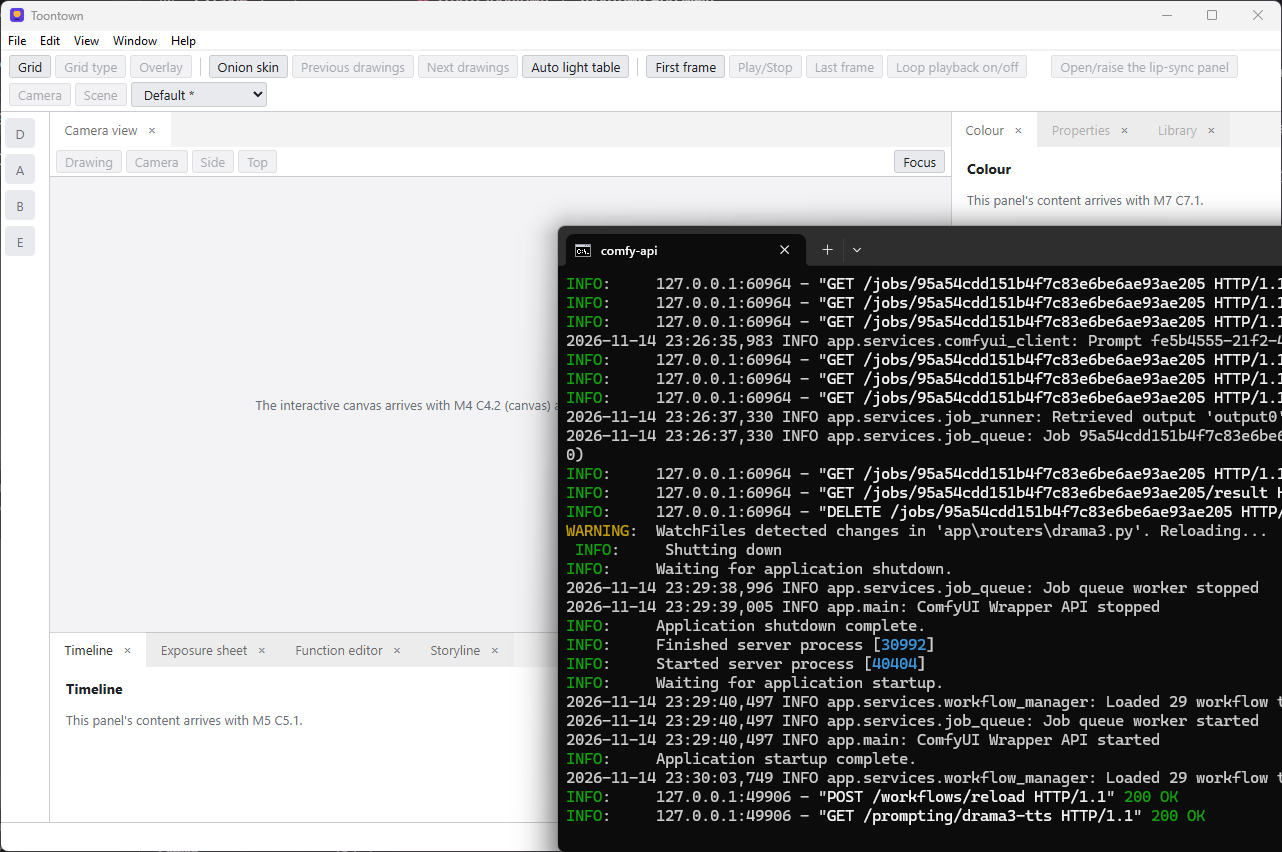 Toontown
File Edit View Window Help
Grid Grid type Overlay Onion skin Previous drawings Next drawings Auto light table First frame Play/Stop Last frame Loop playback on/off Open/raise the lip-sync panel
Camera Scene Default *
D
A
B
E
Camera view ×
Drawing Camera Side Top Focus
The interactive canvas arrives with M4 C4.2 (canvas)
Colour × Properties × Library ×
Colour
This panel's content arrives with M7 C7.1.
Timeline × Exposure sheet × Function editor × Storyline ×
Timeline
This panel's content arrives with M5 C5.1.
comfy-api
INFO: 127.0.0.1:60964 - "GET /jobs/95a54cdd151b4f7c83e6be6ae93ae205 HTTP/1.1
INFO: 127.0.0.1:60964 - "GET /jobs/95a54cdd151b4f7c83e6be6ae93ae205 HTTP/1.1
INFO: 127.0.0.1:60964 - "GET /jobs/95a54cdd151b4f7c83e6be6ae93ae205 HTTP/1.1
2026-11-14 23:26:35,983 INFO app.services.comfyui_client: Prompt fe5b4555-21f2-4
INFO: 127.0.0.1:60964 - "GET /jobs/95a54cdd151b4f7c83e6be6ae93ae205 HTTP/1.1
INFO: 127.0.0.1:60964 - "GET /jobs/95a54cdd151b4f7c83e6be6ae93ae205 HTTP/1.1
INFO: 127.0.0.1:60964 - "GET /jobs/95a54cdd151b4f7c83e6be6ae93ae205 HTTP/1.1
2026-11-14 23:26:37,330 INFO app.services.job_runner: Retrieved output 'output0'
2026-11-14 23:26:37,330 INFO app.services.job_queue: Job 95a54cdd151b4f7c83e6be6
0)
INFO: 127.0.0.1:60964 - "GET /jobs/95a54cdd151b4f7c83e6be6ae93ae205 HTTP/1.1
INFO: 127.0.0.1:60964 - "GET /jobs/95a54cdd151b4f7c83e6be6ae93ae205/result H
INFO: 127.0.0.1:60964 - "DELETE /jobs/95a54cdd151b4f7c83e6be6ae93ae205 HTTP/
WARNING: WatchFiles detected changes in 'app\routers\drama3.py'. Reloading...
INFO: Shutting down
INFO: Waiting for application shutdown.
2026-11-14 23:29:38,996 INFO app.services.job_queue: Job queue worker stopped
2026-11-14 23:29:39,005 INFO app.main: ComfyUI Wrapper API stopped
INFO: Application shutdown complete.
INFO: Finished server process [30992]
INFO: Started server process [40404]
INFO: Waiting for application startup.
2026-11-14 23:29:40,497 INFO app.services.workflow_manager: Loaded 29 workflow t
2026-11-14 23:29:40,497 INFO app.services.job_queue: Job queue worker started
2026-11-14 23:29:40,497 INFO app.main: ComfyUI Wrapper API started
INFO: Application startup complete.
2026-11-14 23:30:03,749 INFO app.services.workflow_manager: Loaded 29 workflow t
INFO: 127.0.0.1:49906 - "POST /workflows/reload HTTP/1.1" 200 OK
INFO: 127.0.0.1:49906 - "GET /prompting/drama3-tts HTTP/1.1" 200 OK